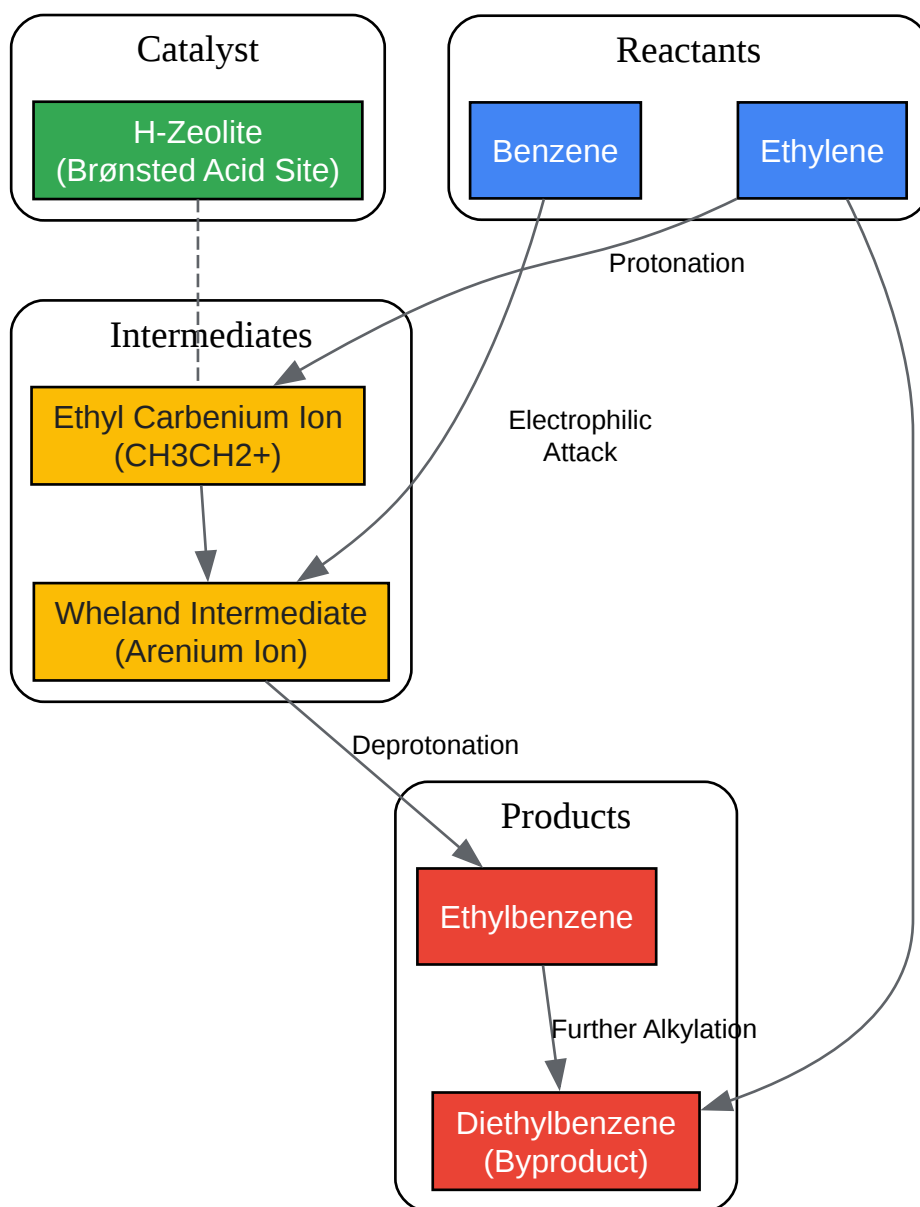 Catalyst
H-Zeolite
(Brønsted Acid Site)
Reactants
Benzene
Ethylene
Protonation
Intermediates
Ethyl Carbenium Ion
(CH3CH2+)
Electrophilic
Attack
Wheland Intermediate
(Arenium Ion)
Deprotonation
Products
Ethylbenzene
Further Alkylation
Diethylbenzene
(Byproduct)